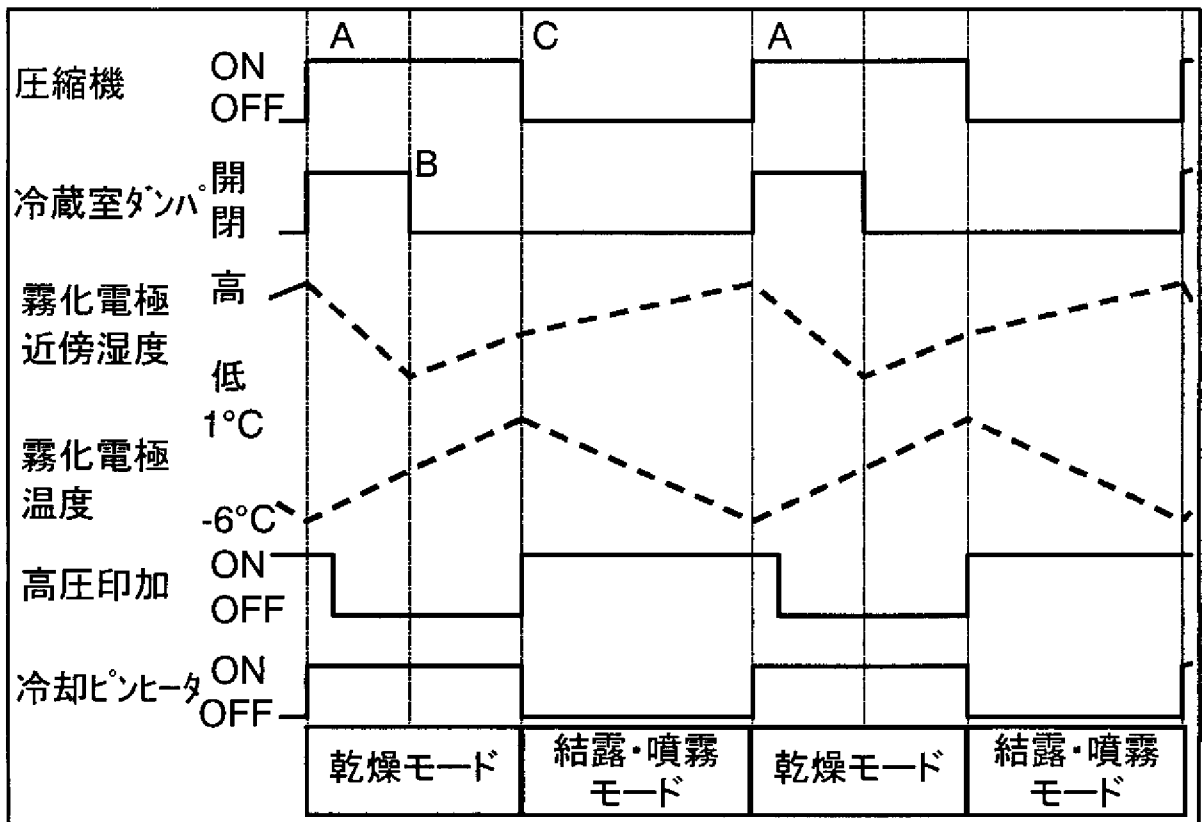 A C A
圧縮機 ON
OFF
冷蔵室ダンパ 開 B
閉
霧化電極 高
近傍湿度
低
霧化電極 1°C
温度
-6°C
高圧印加 ON
OFF
冷却ピンヒータ ON
OFF
乾燥モード 結露・噴霧 乾燥モード 結露・噴霧
モード モード